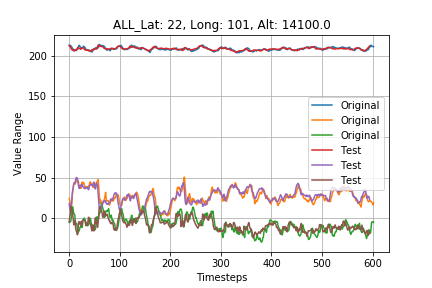 ALL_Lat: 22, Long: 101, Alt: 14100.0
200
150
100
50
0
Value Range
Original
Original
Original
Test
Test
Test
0 100 200 300 400 500 600
Timesteps